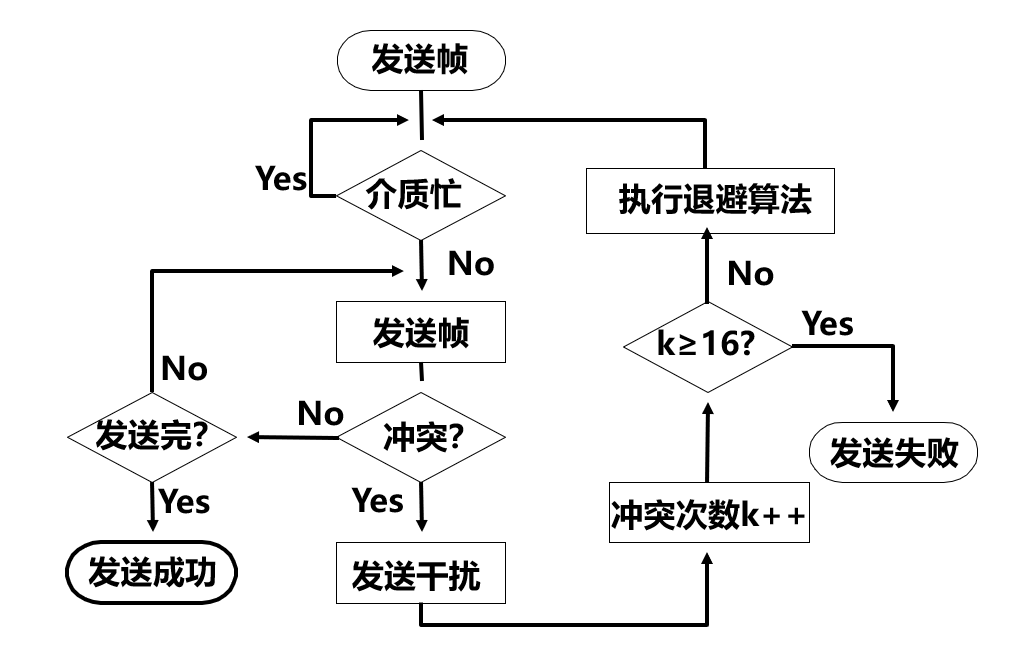 发送帧
Yes
介质忙
执行退避算法
No
No
发送帧
k≥16?
Yes
No
No
发送完?
冲突?
发送失败
Yes
Yes
冲突次数k++
发送成功
发送干扰